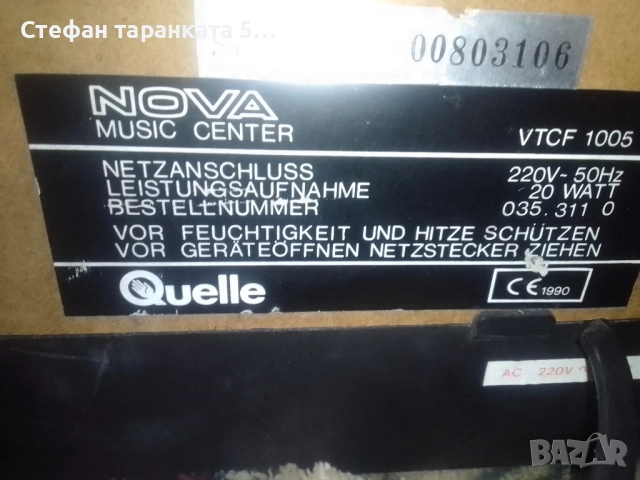 Стефан таранката 5...
00803106
NOVA
MUSIC CENTER VTCF 1005
NETZANSCHLUSS 220V~ 50Hz
LEISTUNGSAUFNAHME 20 WATT
BESTELLNUMMER 035.311 0
VOR FEUCHTIGKEIT UND HITZE SCHÜTZEN
VOR GERÄTEÖFFNEN NETZSTECKER ZIEHEN
Quelle CE 1990
AC 220V
BAZAR